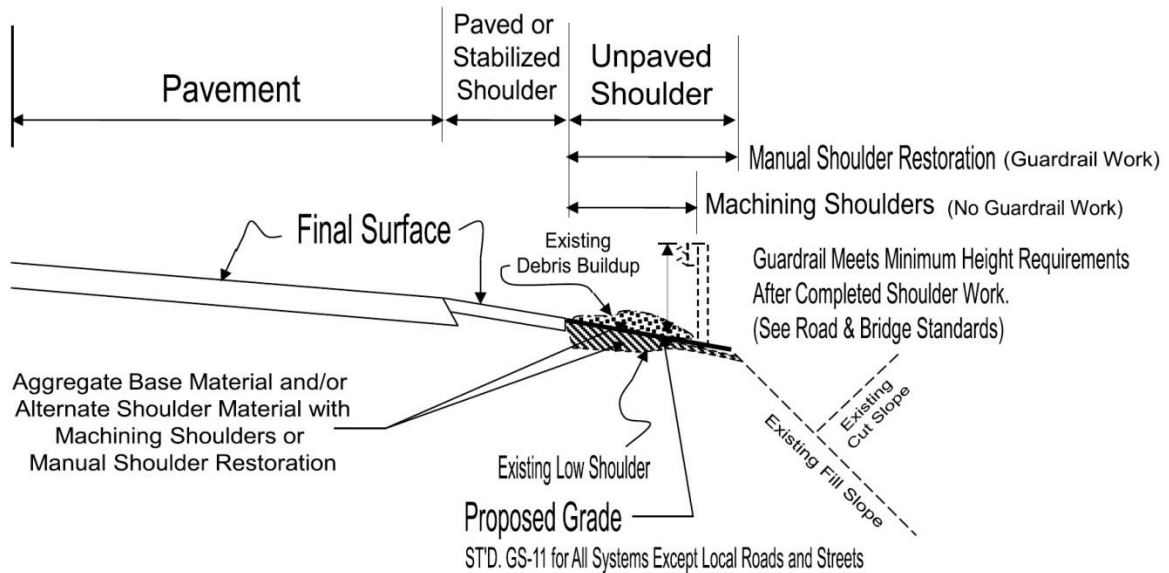 Pavement
Paved or
Stabilized
Shoulder
Unpaved
Shoulder
Manual Shoulder Restoration (Guardrail Work)
Machining Shoulders (No Guardrail Work)
Final Surface
Existing
Debris Buildup
Guardrail Meets Minimum Height Requirements
After Completed Shoulder Work.
(See Road & Bridge Standards)
Aggregate Base Material and/or
Alternate Shoulder Material with
Machining Shoulders or
Manual Shoulder Restoration
Existing Low Shoulder
Existing
Cut Slope
Existing Fill Slope
Proposed Grade
ST'D. GS-11 for All Systems Except Local Roads and Streets